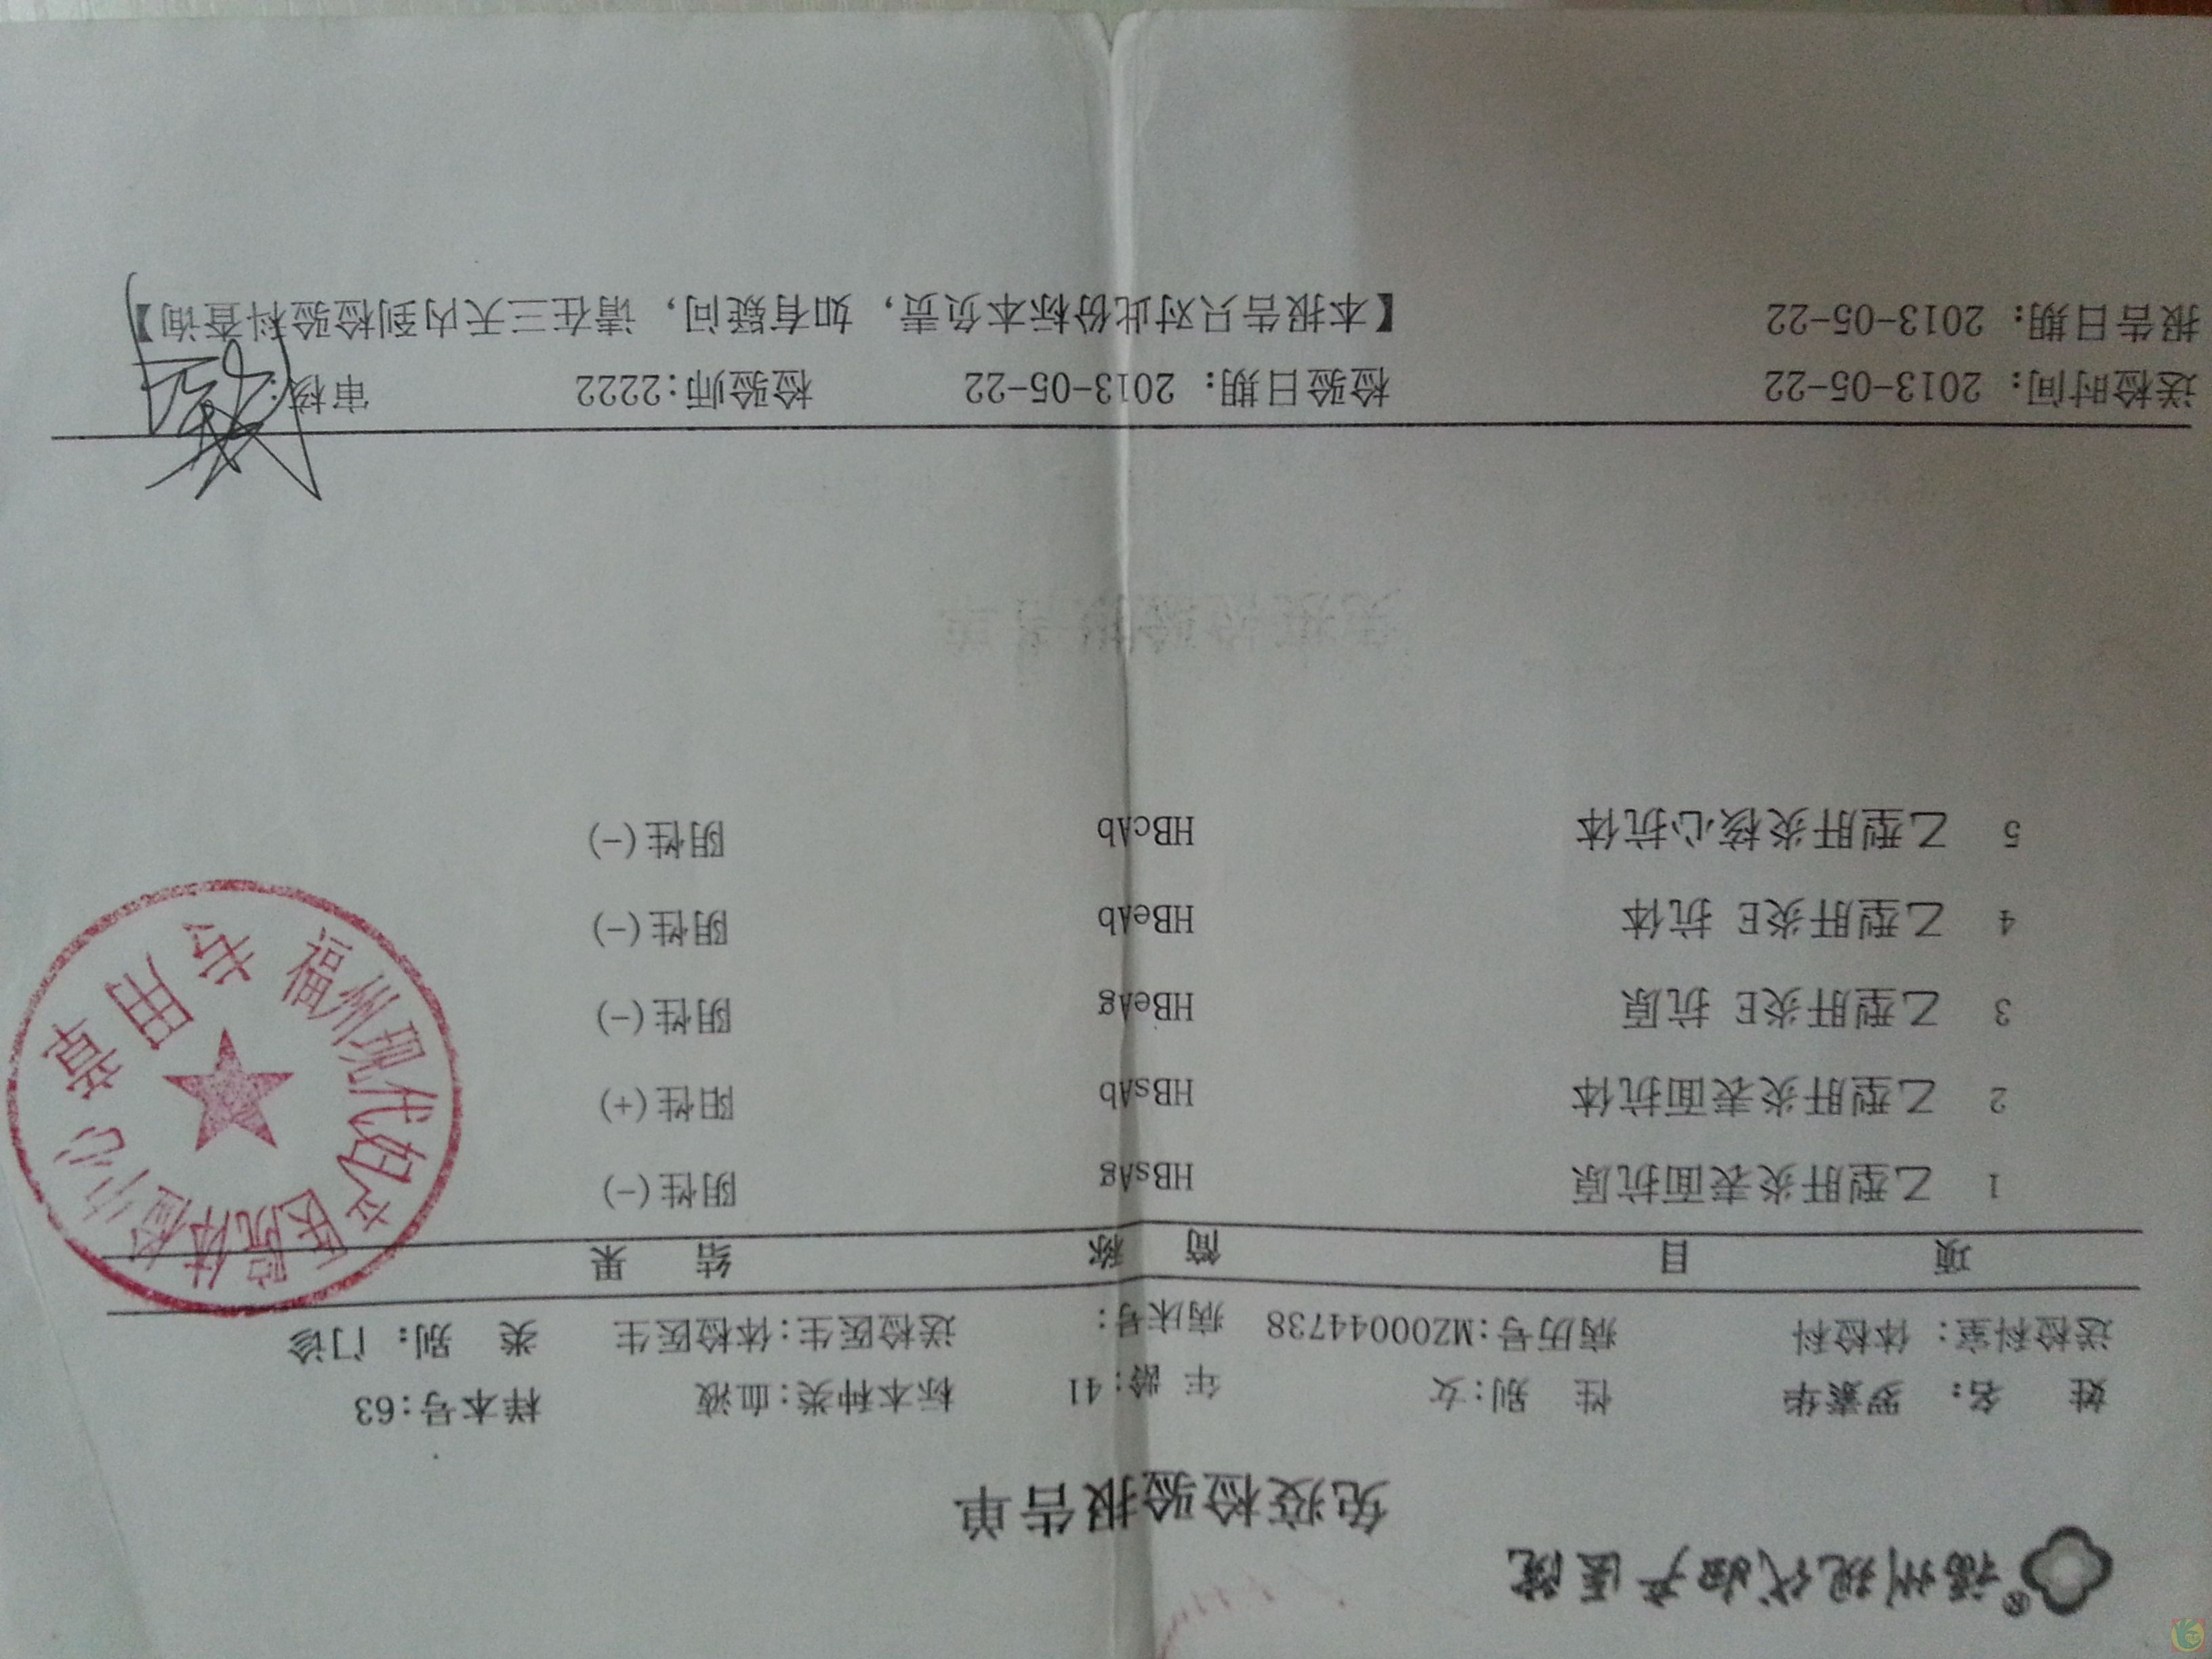 福州现代妇产医院
免疫检验报告单
姓 名: 罗素华 性 别:女 年 龄:41 标本种类:血液 样本号:63
送检科室: 体检科 病历号:MZ00044738 病床号: 送检医生:体检医生 类 别: 门诊
项 目 简 称 结 果
1 乙型肝炎表面抗原 HBsAg 阴性(-)
2 乙型肝炎表面抗体 HBsAb 阳性(+)
3 乙型肝炎E 抗原 HBeAg 阴性(-)
4 乙型肝炎E 抗体 HBeAb 阴性(-)
5 乙型肝炎核心抗体 HBcAb 阴性(-)
福州现代妇产医院体检中心
专用章
送检时间: 2013-05-22 检验日期: 2013-05-22 检验师:2222 审核:
报告日期: 2013-05-22 【本报告只对此份标本负责, 如有疑问, 请在三天内到检验科查询】